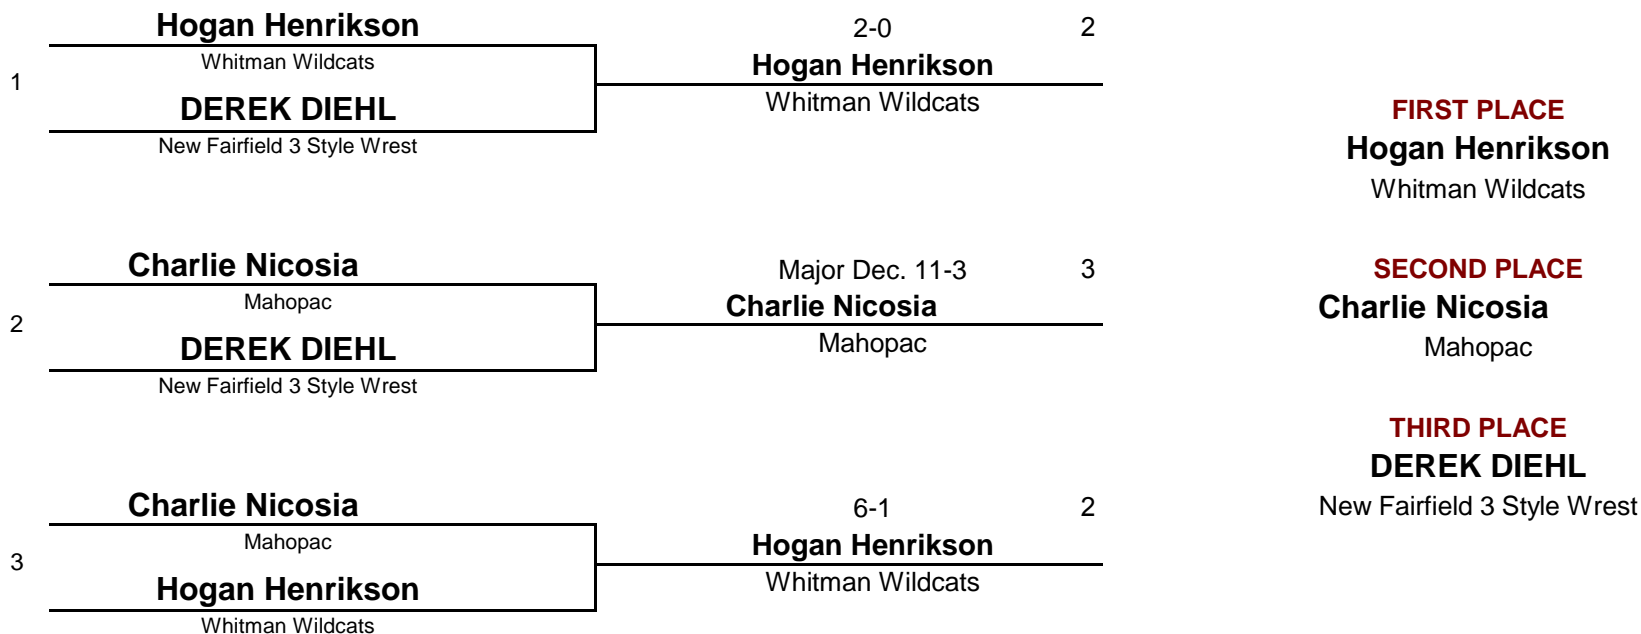 Hogan Henrikson
Whitman Wildcats
1
DEREK DIEHL
New Fairfield 3 Style Wrest
2-0
2
Hogan Henrikson
Whitman Wildcats
Charlie Nicosia
Mahopac
2
DEREK DIEHL
New Fairfield 3 Style Wrest
Major Dec. 11-3
3
Charlie Nicosia
Mahopac
Charlie Nicosia
Mahopac
3
Hogan Henrikson
Whitman Wildcats
6-1
2
Hogan Henrikson
Whitman Wildcats
FIRST PLACE
Hogan Henrikson
Whitman Wildcats
SECOND PLACE
Charlie Nicosia
Mahopac
THIRD PLACE
DEREK DIEHL
New Fairfield 3 Style Wrest